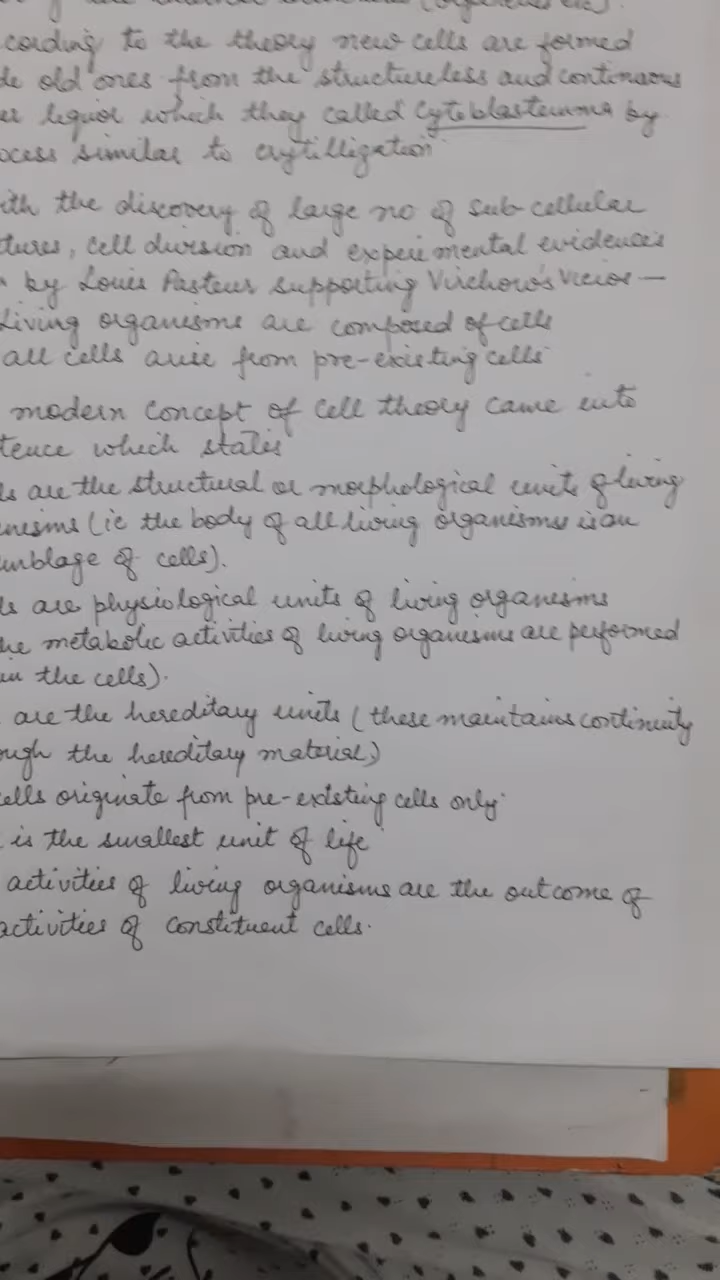 cording to the theory new cells are formed
de old ones from the structureless and continuous
er liquor which they called Cytoblastemma by
ocess similar to crytilligation
ith the discovery of large no of sub cellular
tures, cell division and experimental evidences
by Louis Pasteur supporting Virchow's View —
Living organisms are composed of cells
all cells arise from pre-existing cells
modern concept of cell theory came into
tence which states
ls are the structural or morphological units of living
nisms (ie the body of all living organisms is an
emblage of cells).
ls are physiological units of living organisms
he metabolic activities of living organisms are performed
in the cells).
are the hereditary units (these maintains continuity
ough the hereditary material)
ells originate from pre-existing cells only
is the smallest unit of life
activities of living organisms are the outcome of
activities of constituent cells.